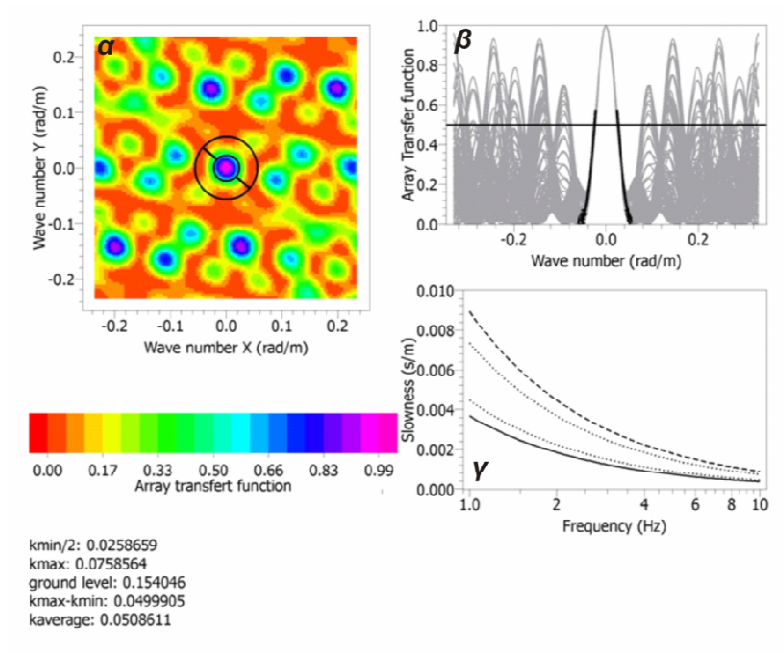 α
Wave number Y (rad/m)
0.2
0.1
0.0
-0.1
-0.2
-0.2 -0.1 0.0 0.1 0.2
Wave number X (rad/m)
β
Array Transfer function
1.0
0.8
0.6
0.4
0.2
0.0
-0.2 0.0 0.2
Wave number (rad/m)
0.00 0.17 0.33 0.50 0.66 0.83 0.99
Array transfert function
γ
Slowness (s/m)
0.010
0.008
0.006
0.004
0.002
0.000
1.0 2 4 6 8 10
Frequency (Hz)
kmin/2: 0.0258659
kmax: 0.0758564
ground level: 0.154046
kmax-kmin: 0.0499905
kaverage: 0.0508611